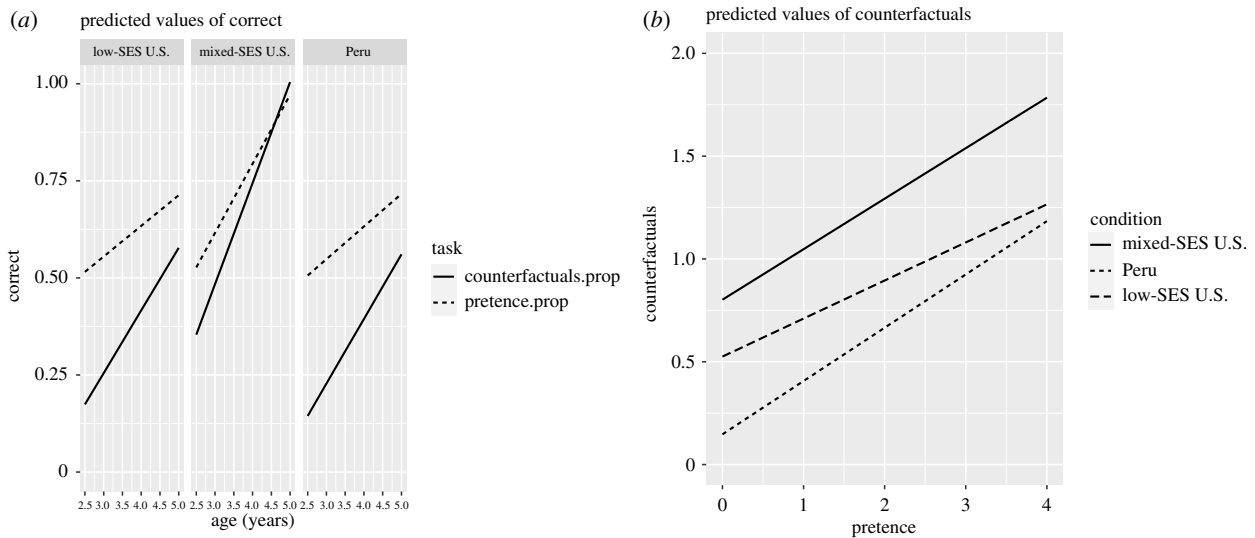 (a)
predicted values of correct
low-SES U.S. mixed-SES U.S. Peru
1.00
0.75
0.50
0.25
0
correct
2.5 3.0 3.5 4.0 4.5 5.0 2.5 3.0 3.5 4.0 4.5 5.0 2.5 3.0 3.5 4.0 4.5 5.0
age (years)
task
counterfactuals.prop
pretence.prop
(b)
predicted values of counterfactuals
2.0
1.5
1.0
0.5
0
counterfactuals
0 1 2 3 4
pretence
condition
mixed-SES U.S.
Peru
low-SES U.S.